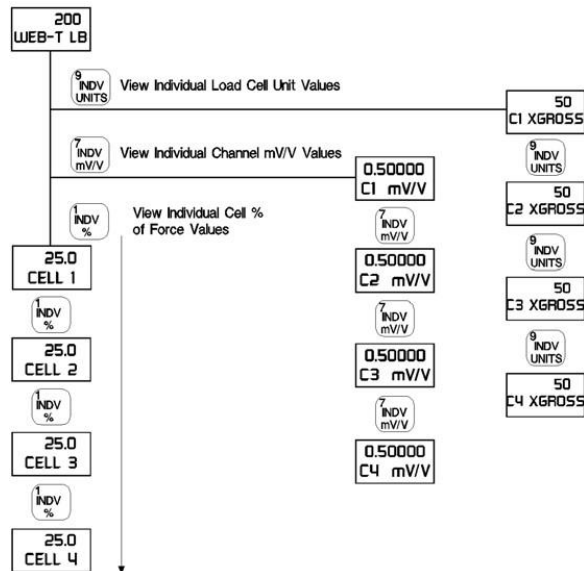 200
WEB-T LB
9
INDV
UNITS
View Individual Load Cell Unit Values
50
C1 XGROSS
7
INDV
mV/V
View Individual Channel mV/V Values
9
INDV
UNITS
0.50000
C1 mV/V
50
C2 XGROSS
1
INDV
%
View Individual Cell %
of Force Values
7
INDV
mV/V
25.0
CELL 1
9
INDV
UNITS
0.50000
C2 mV/V
50
C3 XGROSS
1
INDV
%
7
INDV
mV/V
9
INDV
UNITS
25.0
CELL 2
0.50000
C3 mV/V
50
C4 XGROSS
1
INDV
%
7
INDV
mV/V
25.0
CELL 3
0.50000
C4 mV/V
1
INDV
%
25.0
CELL 4